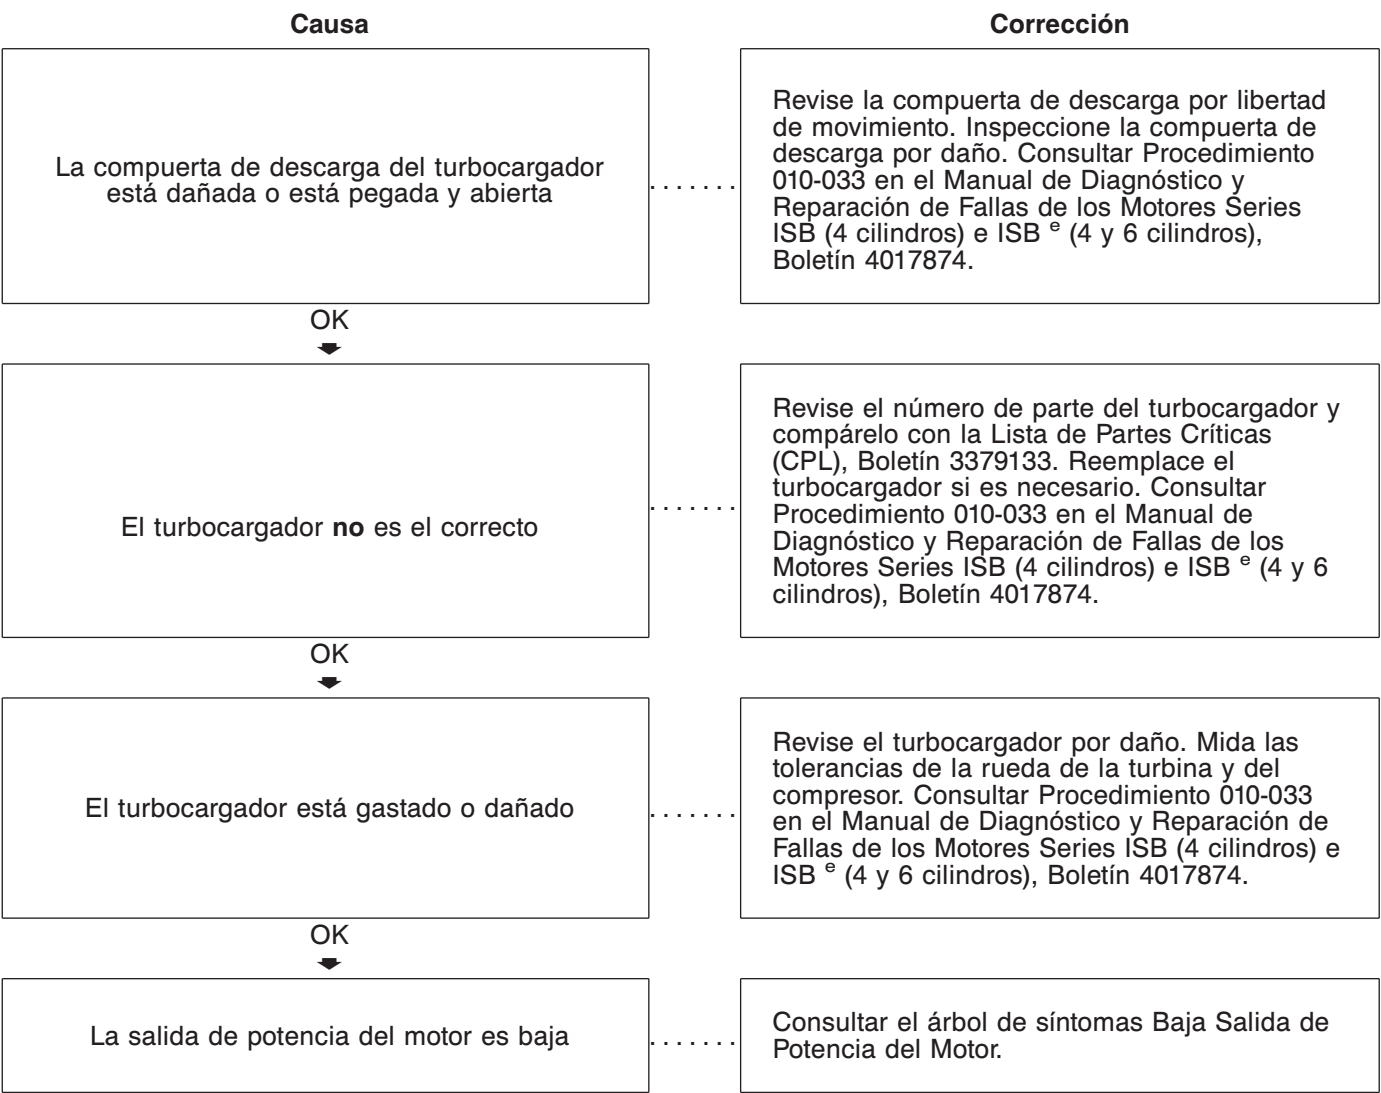 Causa
Corrección
La compuerta de descarga del turbocargador
está dañada o está pegada y abierta
.......
Revise la compuerta de descarga por libertad
de movimiento. Inspeccione la compuerta de
descarga por daño. Consultar Procedimiento
010-033 en el Manual de Diagnóstico y
Reparación de Fallas de los Motores Series
ISB (4 cilindros) e ISB e (4 y 6 cilindros),
Boletín 4017874.
OK
El turbocargador no es el correcto
.......
Revise el número de parte del turbocargador y
compárelo con la Lista de Partes Críticas
(CPL), Boletín 3379133. Reemplace el
turbocargador si es necesario. Consultar
Procedimiento 010-033 en el Manual de
Diagnóstico y Reparación de Fallas de los
Motores Series ISB (4 cilindros) e ISB e (4 y 6
cilindros), Boletín 4017874.
OK
El turbocargador está gastado o dañado
.......
Revise el turbocargador por daño. Mida las
tolerancias de la rueda de la turbina y del
compresor. Consultar Procedimiento 010-033
en el Manual de Diagnóstico y Reparación de
Fallas de los Motores Series ISB (4 cilindros) e
ISB e (4 y 6 cilindros), Boletín 4017874.
OK
La salida de potencia del motor es baja
.......
Consultar el árbol de síntomas Baja Salida de
Potencia del Motor.